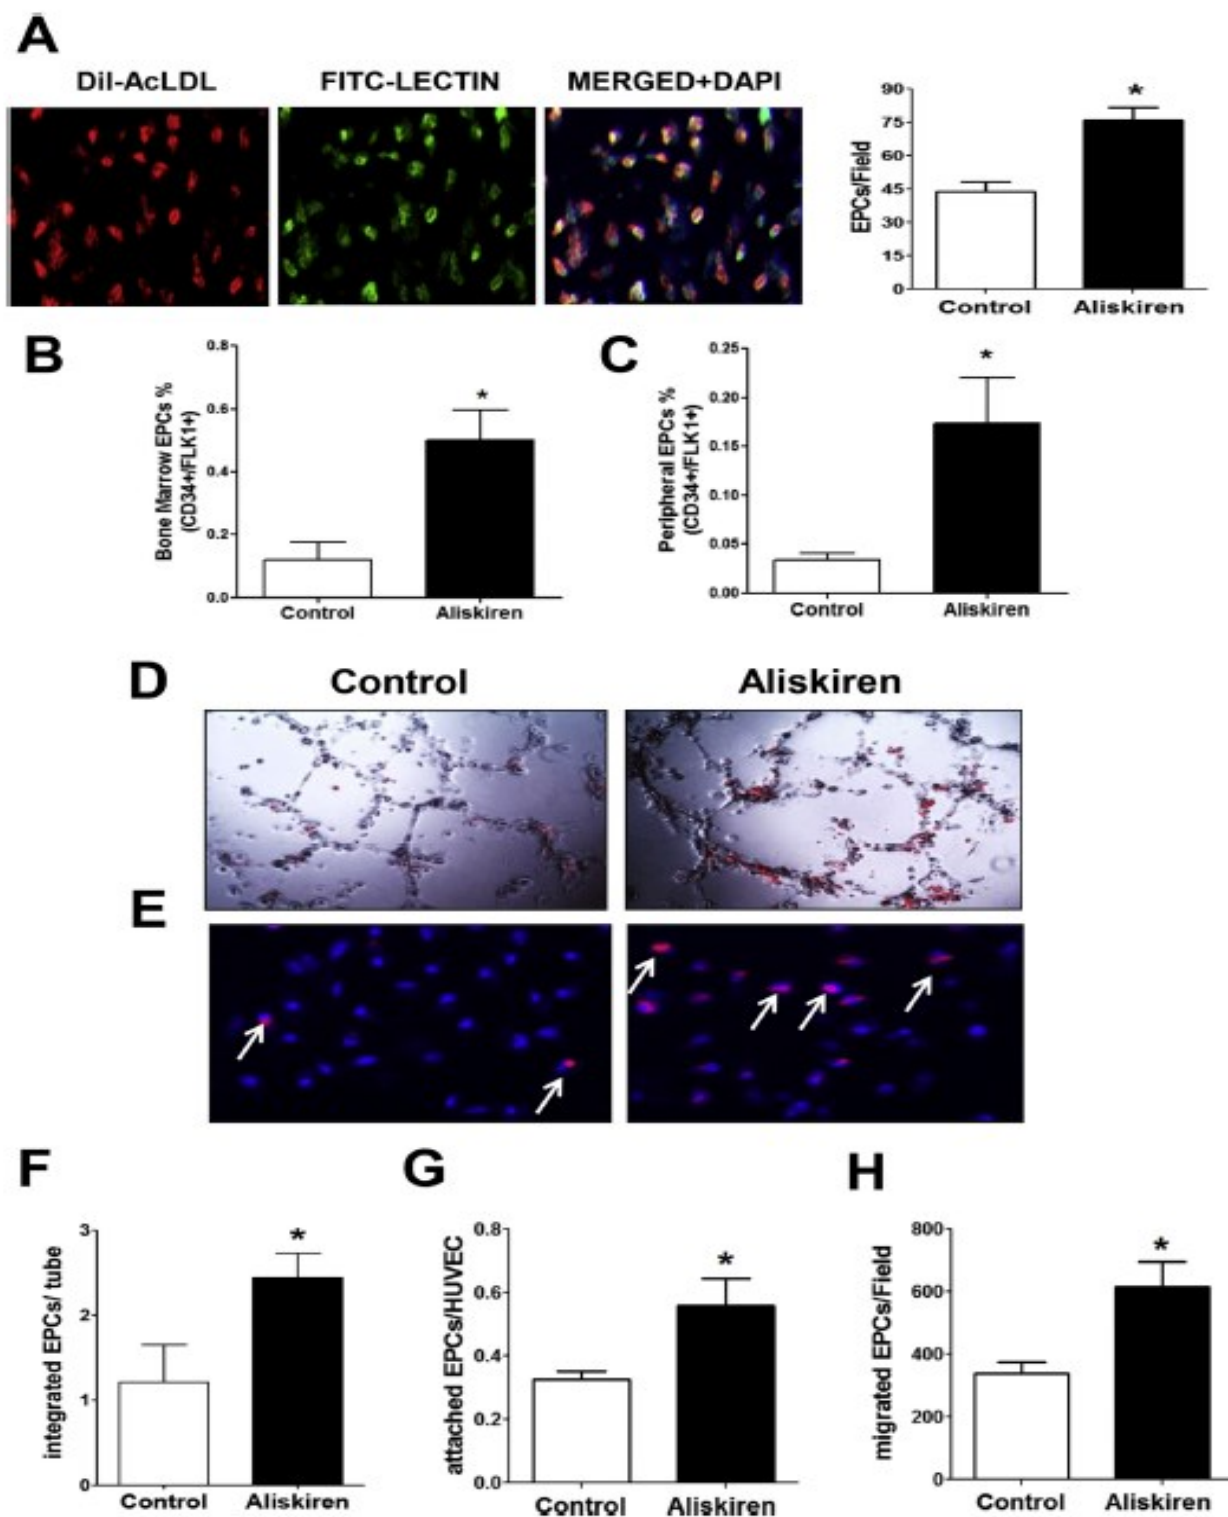 A
Dil-AcLDL FITC-LECTIN MERGED+DAPI
EPCs/Field
90
75
60
45
30
15
0
*
Control Aliskiren
B
Bone Marrow EPCs %
(CD34+/FLK1+)
0.8
0.6
0.4
0.2
0.0
*
Control Aliskiren
C
Peripheral EPCs %
(CD34+/FLK1+)
0.25
0.20
0.15
0.10
0.05
0.00
*
Control Aliskiren
D
Control Aliskiren
E
F
integrated EPCs/ tube
3
2
1
0
*
Control Aliskiren
G
attached EPCs/HUVEC
0.8
0.6
0.4
0.2
0.0
*
Control Aliskiren
H
migrated EPCs/Field
800
600
400
200
0
*
Control Aliskiren